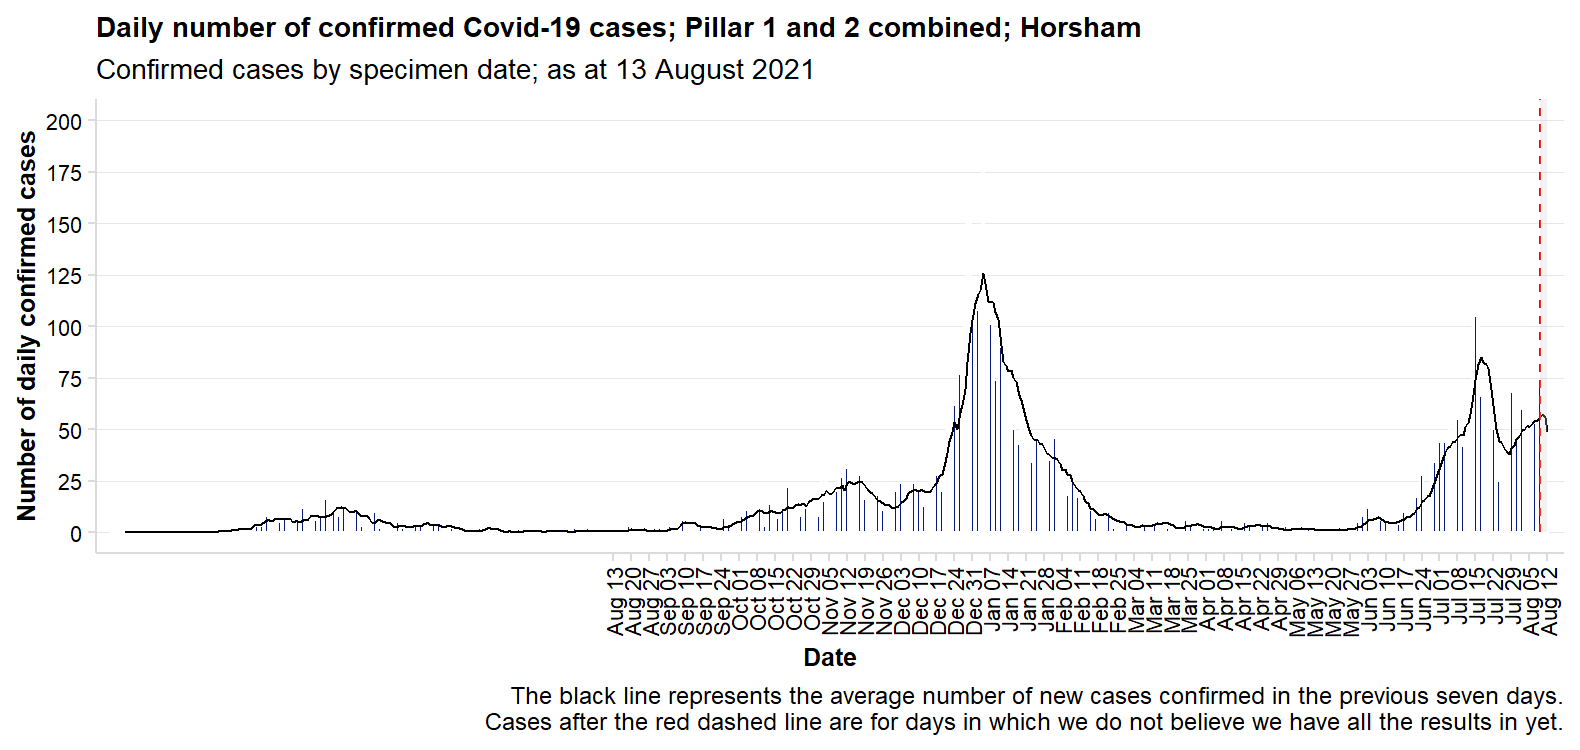 Daily number of confirmed Covid-19 cases; Pillar 1 and 2 combined; Horsham
Confirmed cases by specimen date; as at 13 August 2021
Number of daily confirmed cases
200
175
150
125
100
75
50
25
0
Aug 13
Aug 20
Aug 27
Sep 03
Sep 10
Sep 17
Sep 24
Oct 01
Oct 08
Oct 15
Oct 22
Oct 29
Nov 05
Nov 12
Nov 19
Nov 26
Dec 03
Dec 10
Dec 17
Dec 24
Dec 31
Jan 07
Jan 14
Jan 21
Jan 28
Feb 04
Feb 11
Feb 18
Feb 25
Mar 04
Mar 11
Mar 18
Mar 25
Apr 01
Apr 08
Apr 15
Apr 22
Apr 29
May 06
May 13
May 20
May 27
Jun 03
Jun 10
Jun 17
Jun 24
Jul 01
Jul 08
Jul 15
Jul 22
Jul 29
Aug 05
Aug 12
Date
The black line represents the average number of new cases confirmed in the previous seven days.
Cases after the red dashed line are for days in which we do not believe we have all the results in yet.